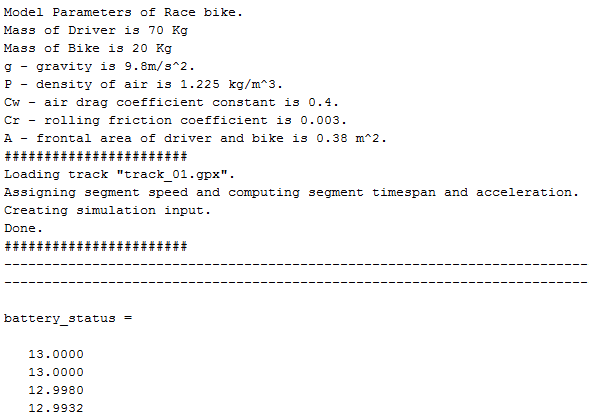 Model Parameters of Race bike.
Mass of Driver is 70 Kg
Mass of Bike is 20 Kg
g - gravity is 9.8m/s^2.
P - density of air is 1.225 kg/m^3.
Cw - air drag coefficient constant is 0.4.
Cr - rolling friction coefficient is 0.003.
A - frontal area of driver and bike is 0.38 m^2.
#######################
Loading track "track_01.gpx".
Assigning segment speed and computing segment timespan and acceleration.
Creating simulation input.
Done.
#######################
-------------------------------------------------------------------------
-------------------------------------------------------------------------
battery_status =
13.0000
13.0000
12.9980
12.9932